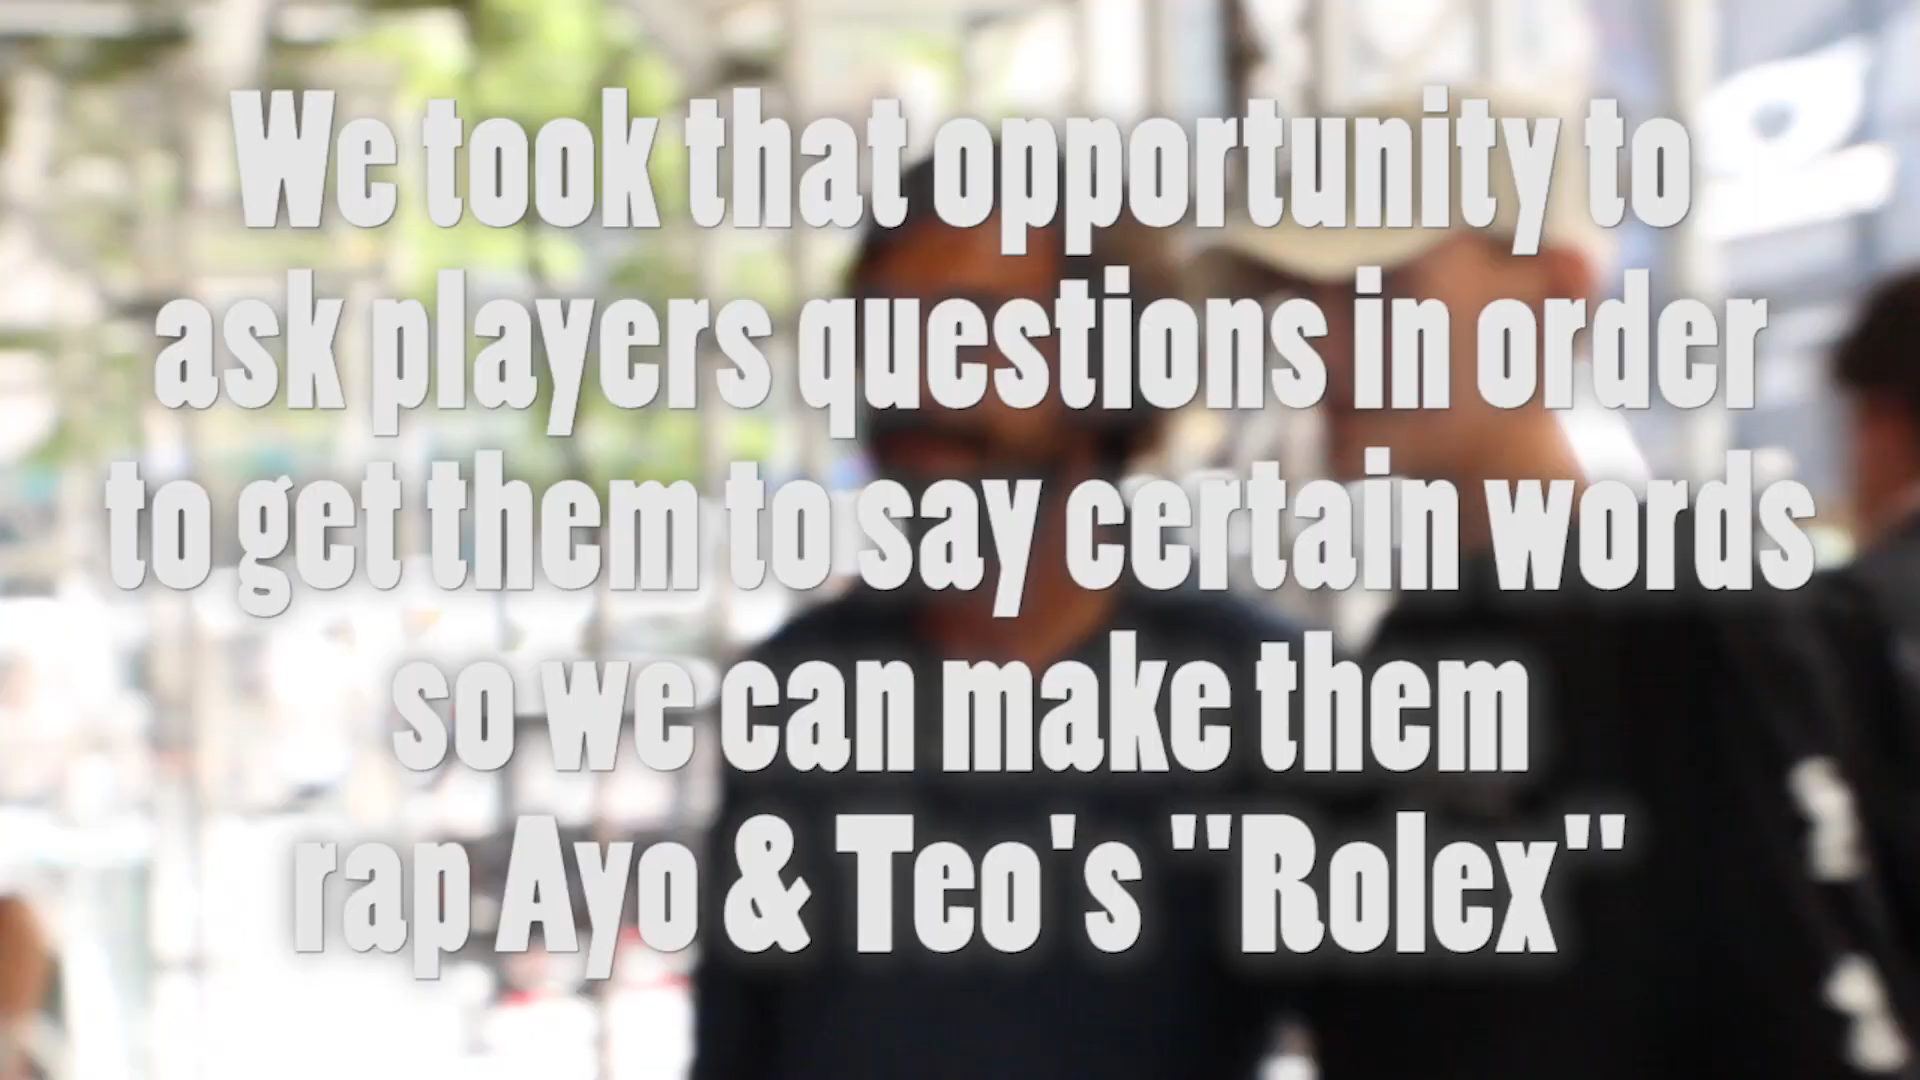 We took that opportunity to
ask players questions in order
to get them to say certain words
so we can make them
rap Ayo & Teo's "Rolex"